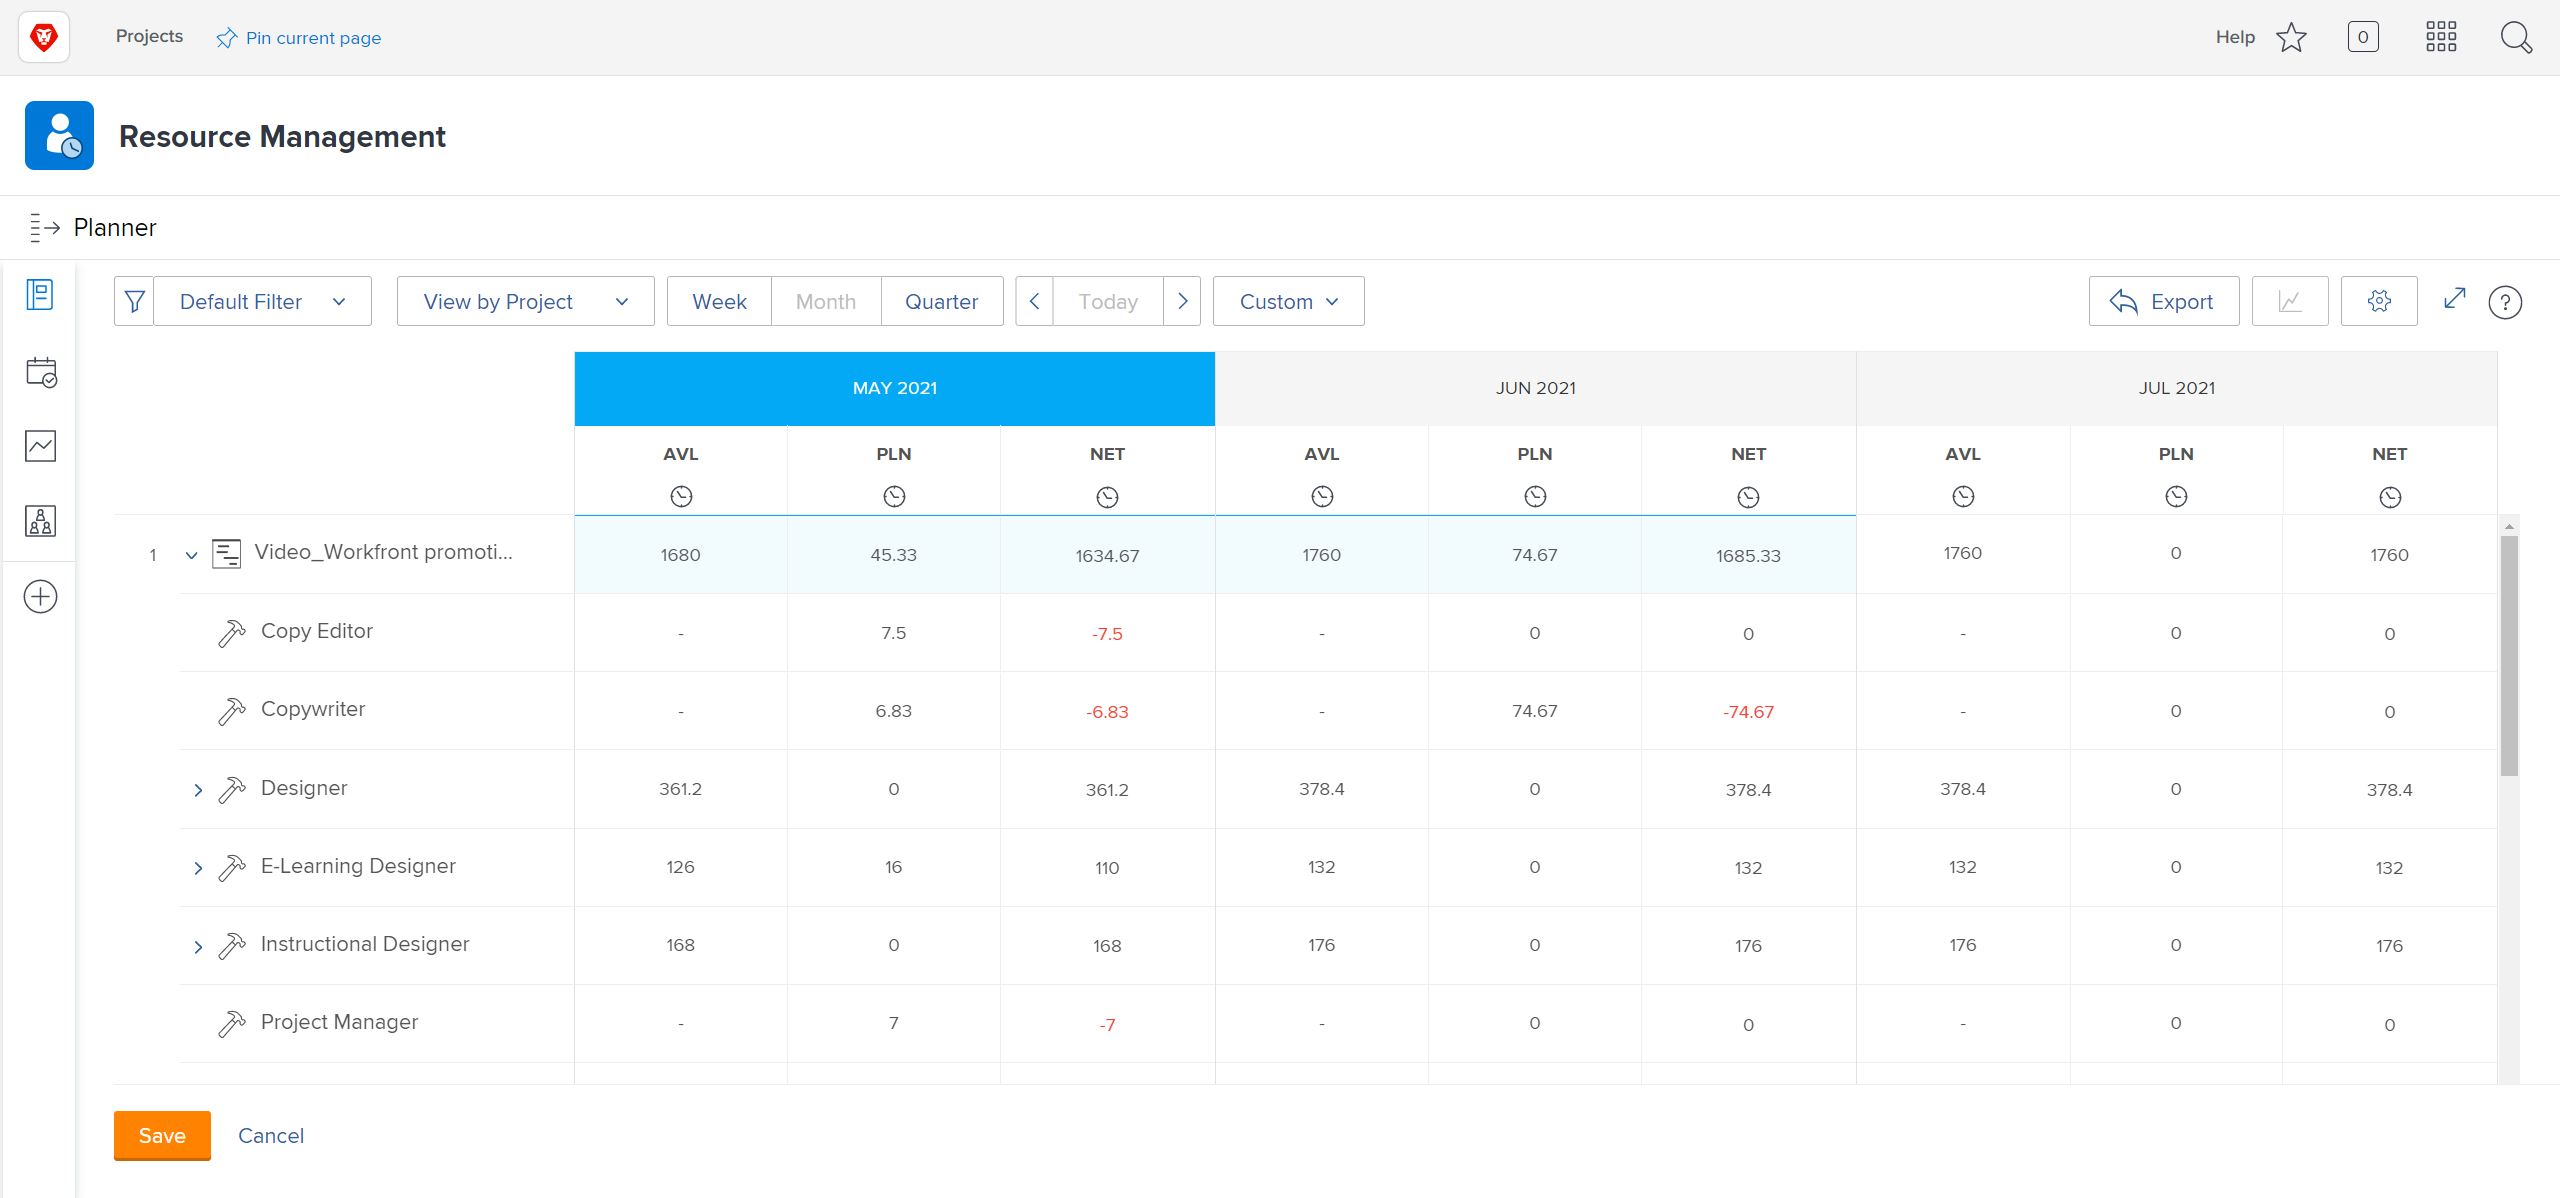 Projects Pin current page Help 0
Resource Management
Planner
Default Filter View by Project Week Month Quarter Today Custom Export ?
MAY 2021 JUN 2021 JUL 2021
AVL PLN NET AVL PLN NET AVL PLN NET
1 Video_Workfront promoti... 1680 45.33 1634.67 1760 74.67 1685.33 1760 0 1760
Copy Editor - 7.5 -7.5 - 0 0 - 0 0
Copywriter - 6.83 -6.83 - 74.67 -74.67 - 0 0
Designer 361.2 0 361.2 378.4 0 378.4 378.4 0 378.4
E-Learning Designer 126 16 110 132 0 132 132 0 132
Instructional Designer 168 0 168 176 0 176 176 0 176
Project Manager - 7 -7 - 0 0 - 0 0
Save Cancel